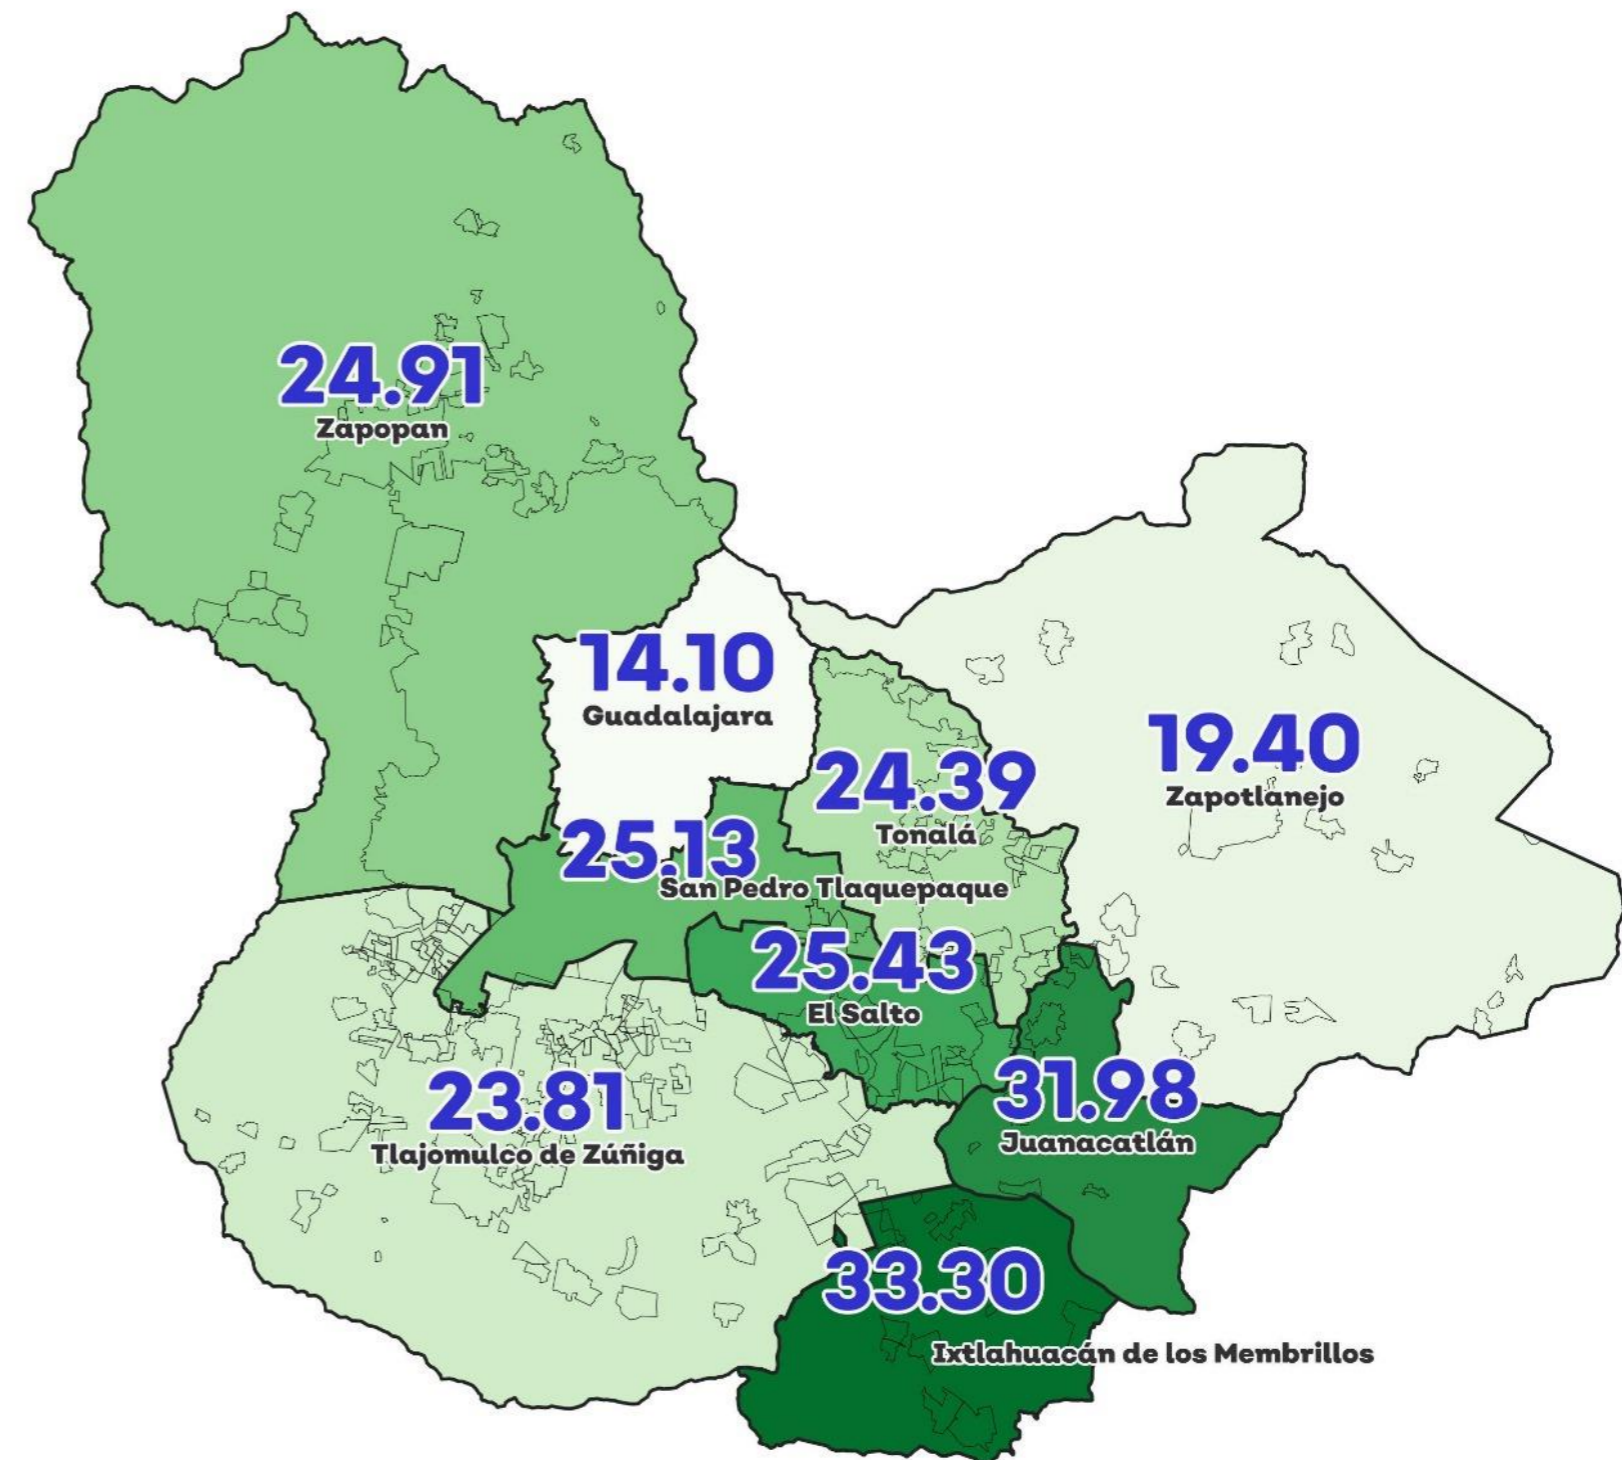 24.91
Zapopan
14.10
Guadalajara
19.40
Zapotlanejo
24.39
Tonalá
25.13
San Pedro Tlaquepaque
25.43
El Salto
31.98
Juanacatlán
23.81
Tlajomulco de Zúñiga
33.30
Ixtlahuacán de los Membrillos